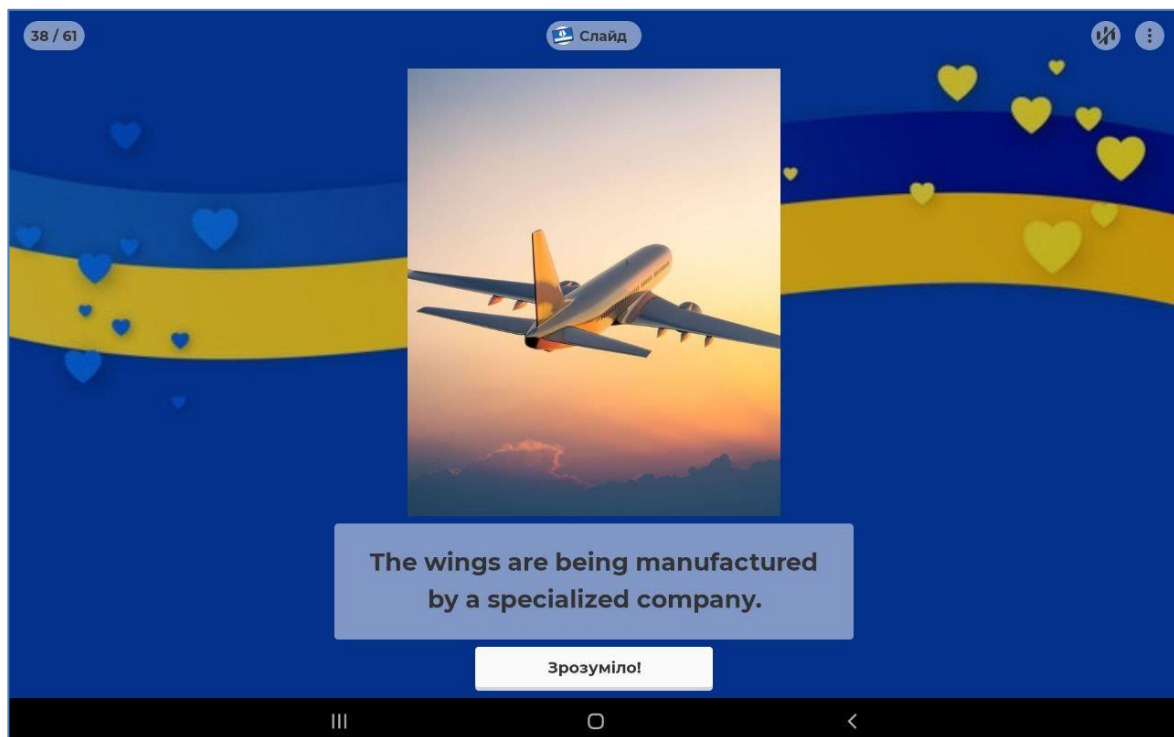 38 / 61
Слайд
The wings are being manufactured
by a specialized company.
Зрозуміло!